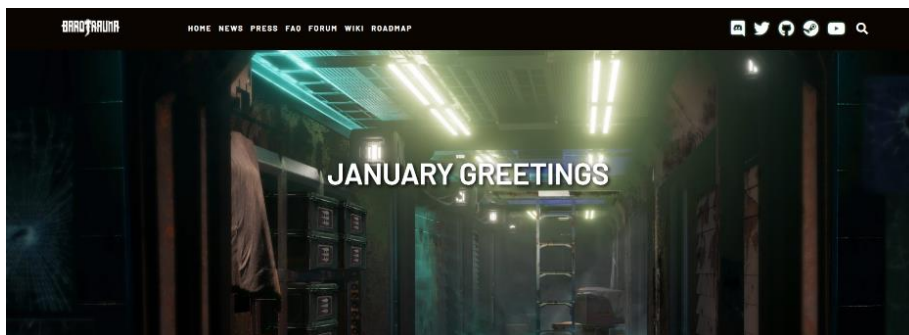 BAROTRAUMA
HOME NEWS PRESS FAQ FORUM WIKI ROADMAP
JANUARY GREETINGS